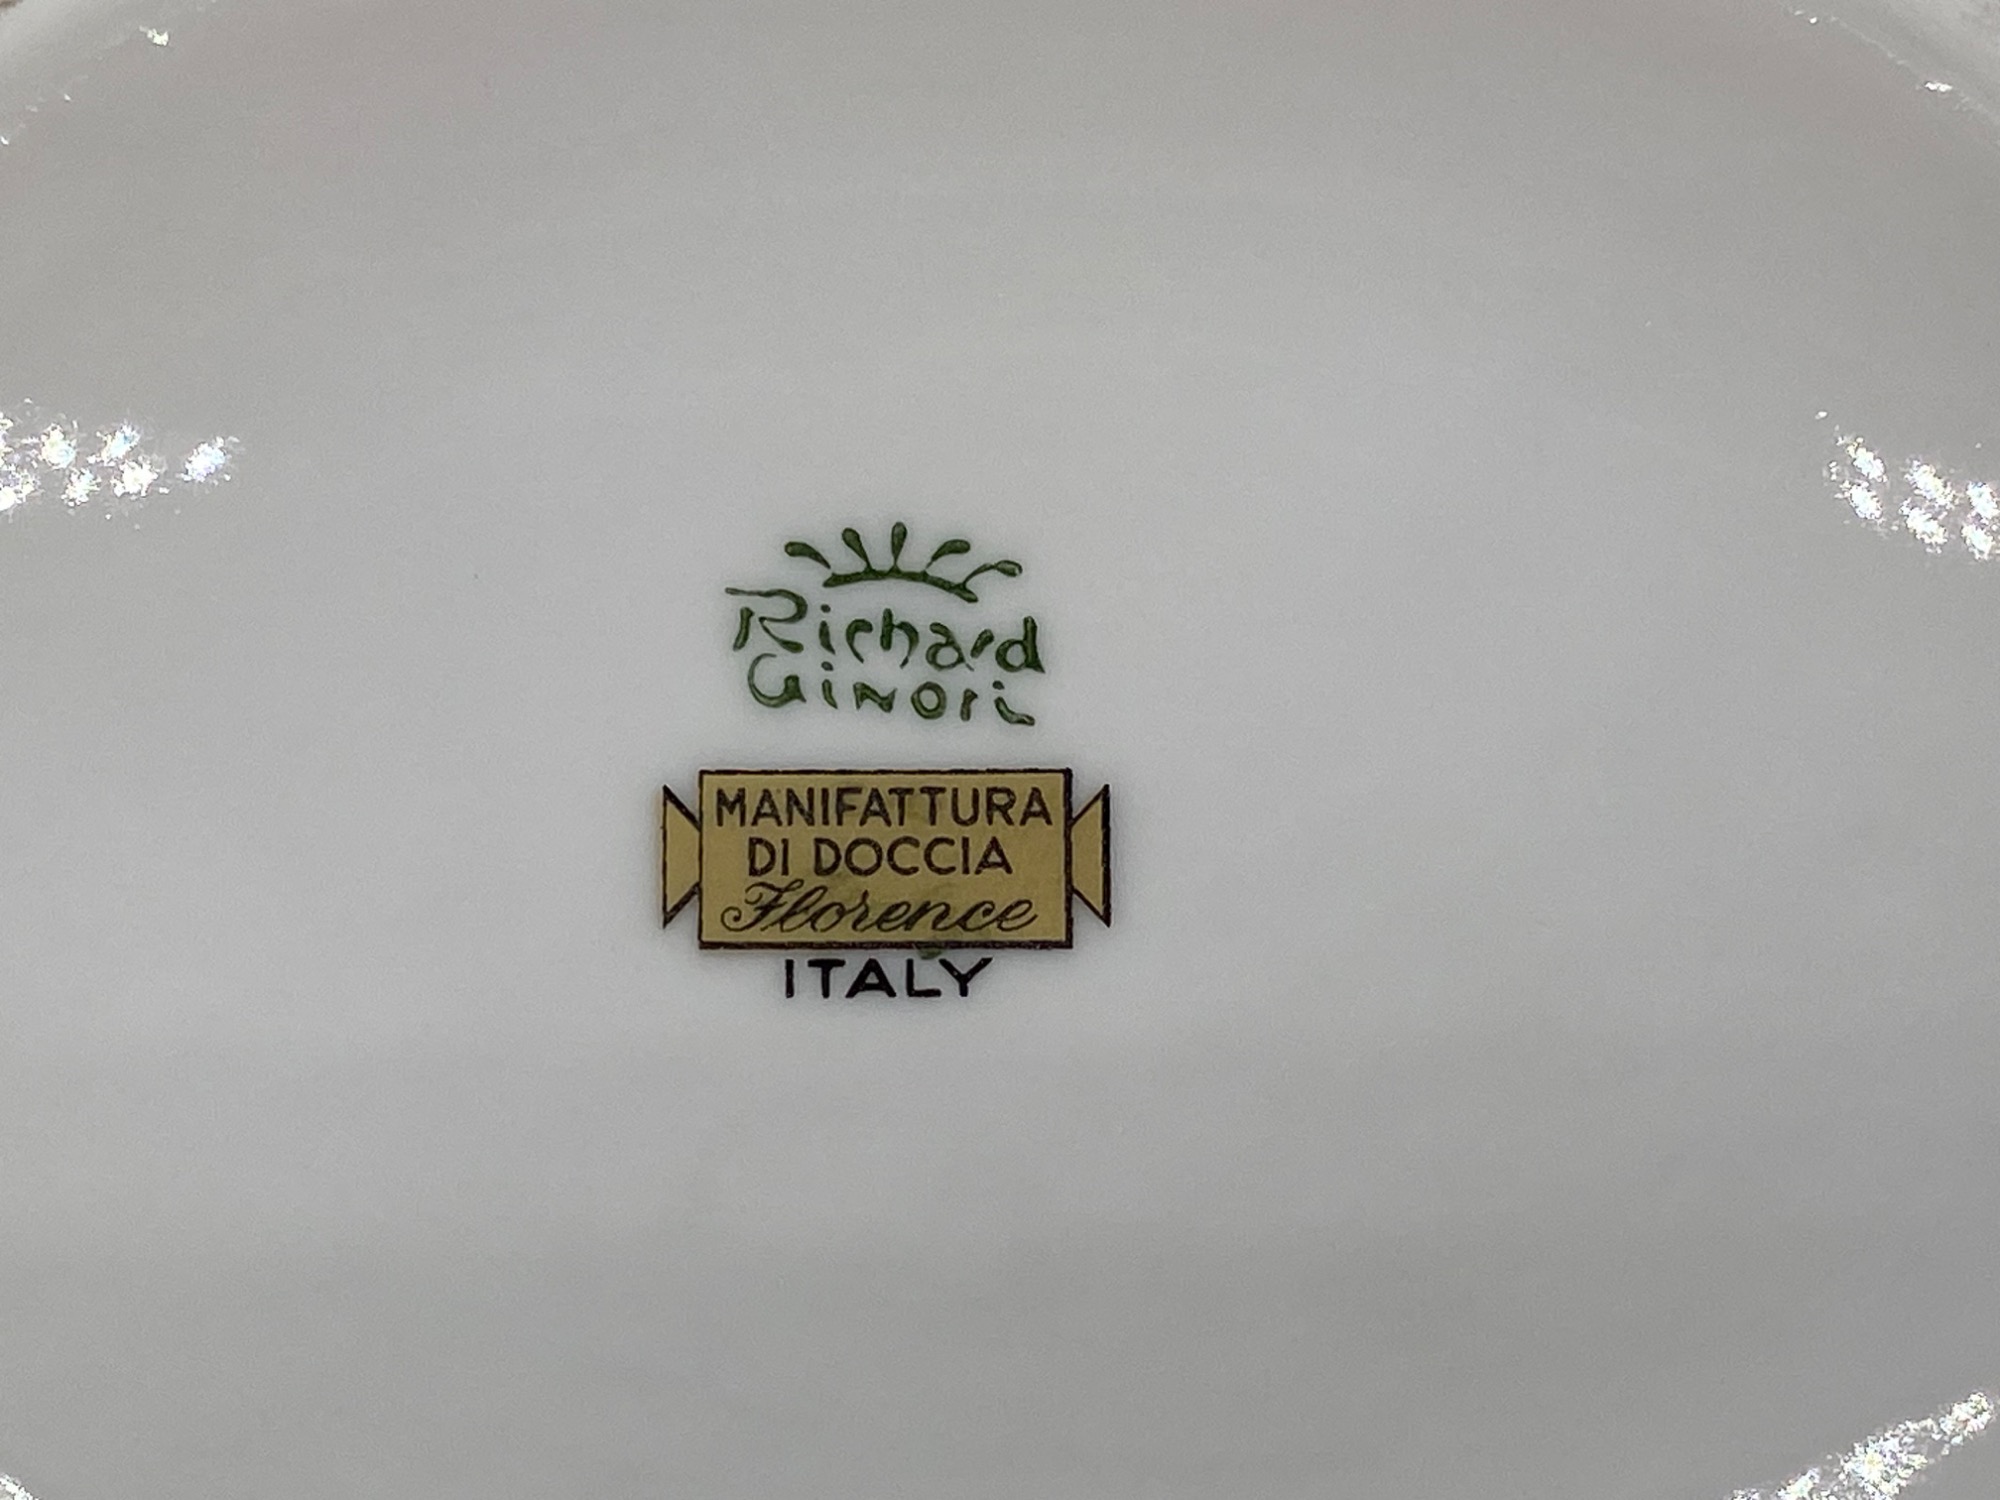 Richard
Ginori
MANIFATTURA
DI DOCCIA
Florence
ITALY